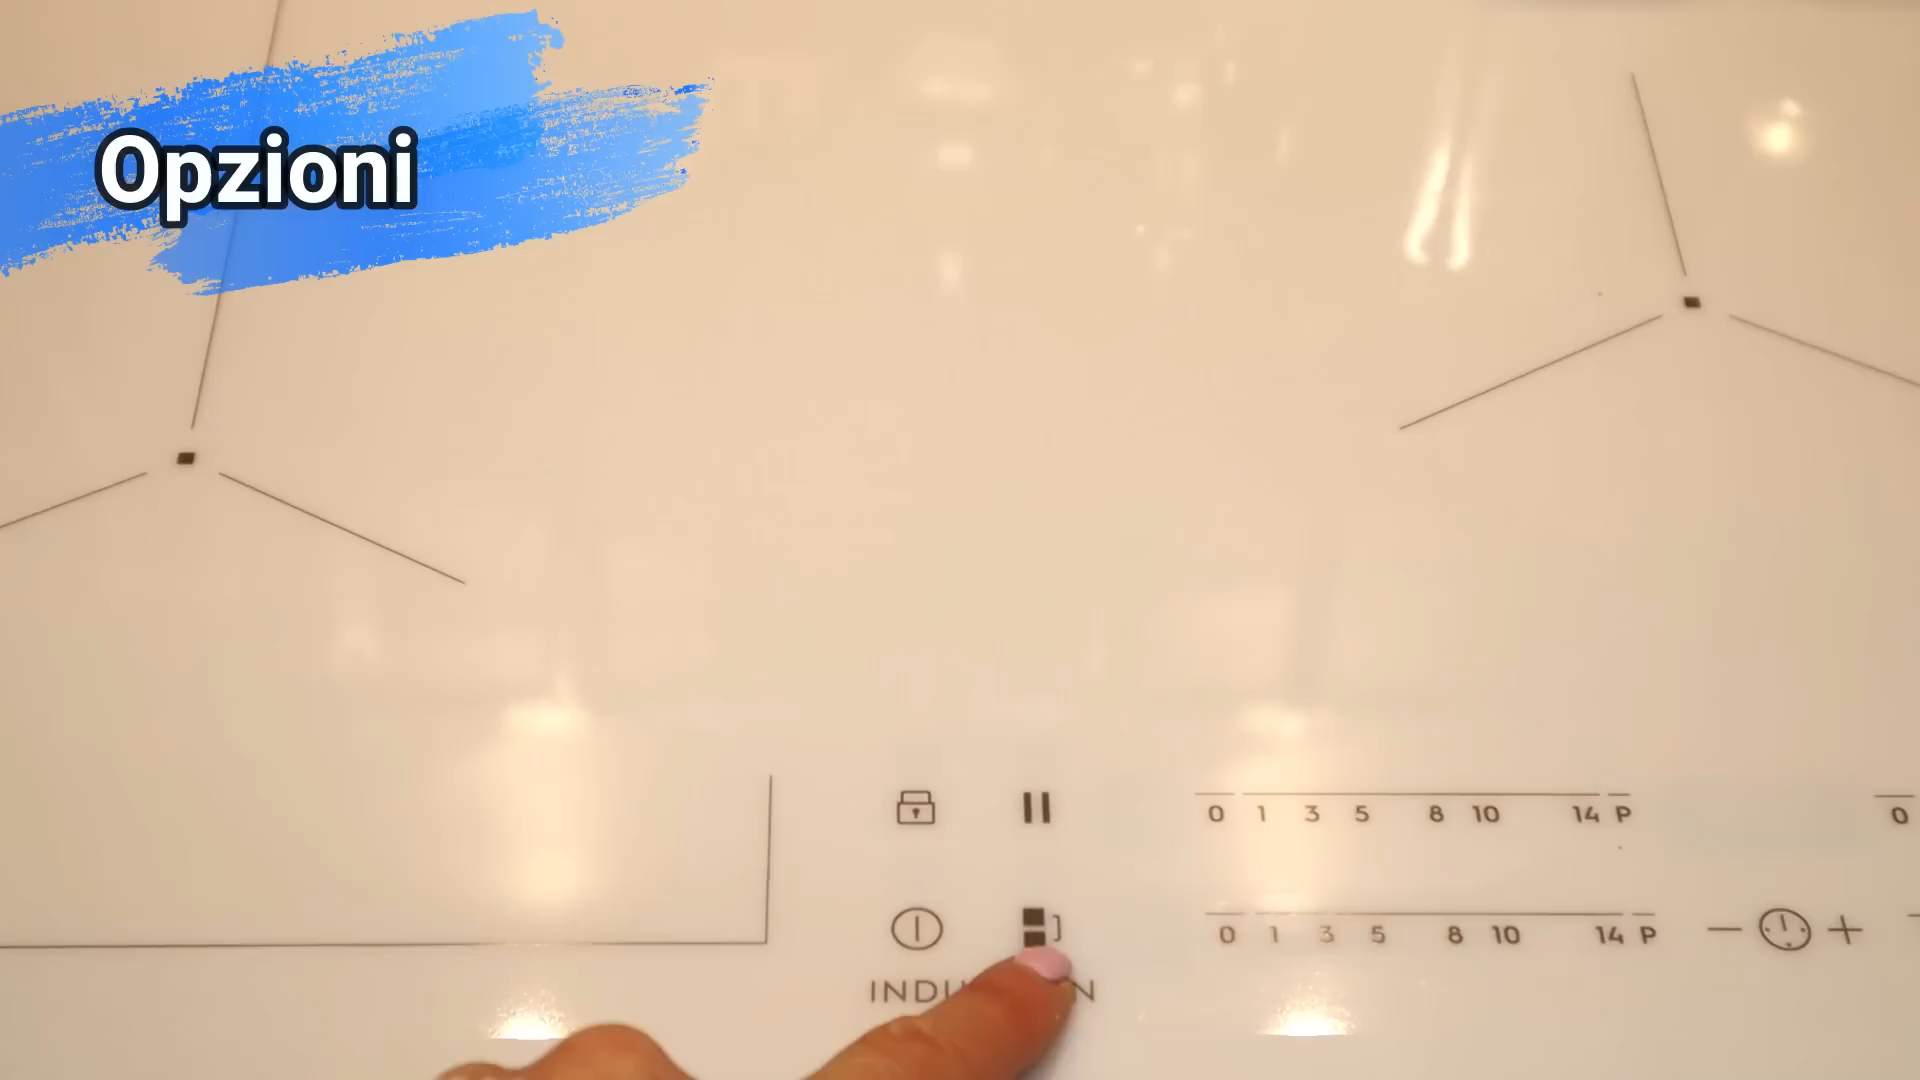 Opzioni
0 1 3 5 8 10 14 P
0
0 1 3 5 8 10 14 P − +